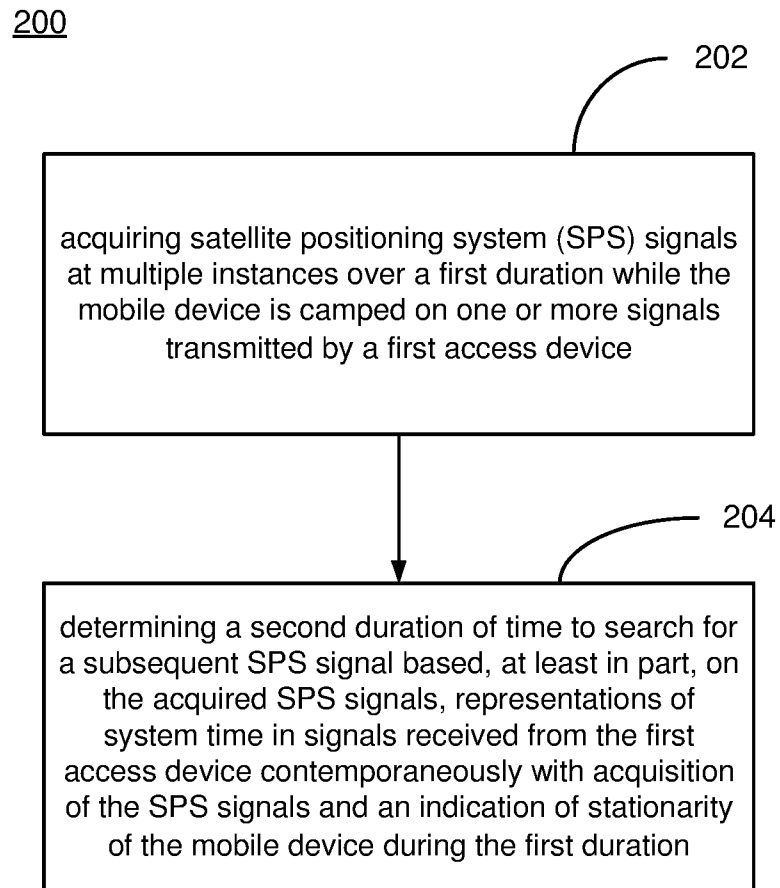 200
202
acquiring satellite positioning system (SPS) signals
at multiple instances over a first duration while the
mobile device is camped on one or more signals
transmitted by a first access device
204
determining a second duration of time to search for
a subsequent SPS signal based, at least in part, on
the acquired SPS signals, representations of
system time in signals received from the first
access device contemporaneously with acquisition
of the SPS signals and an indication of stationarity
of the mobile device during the first duration